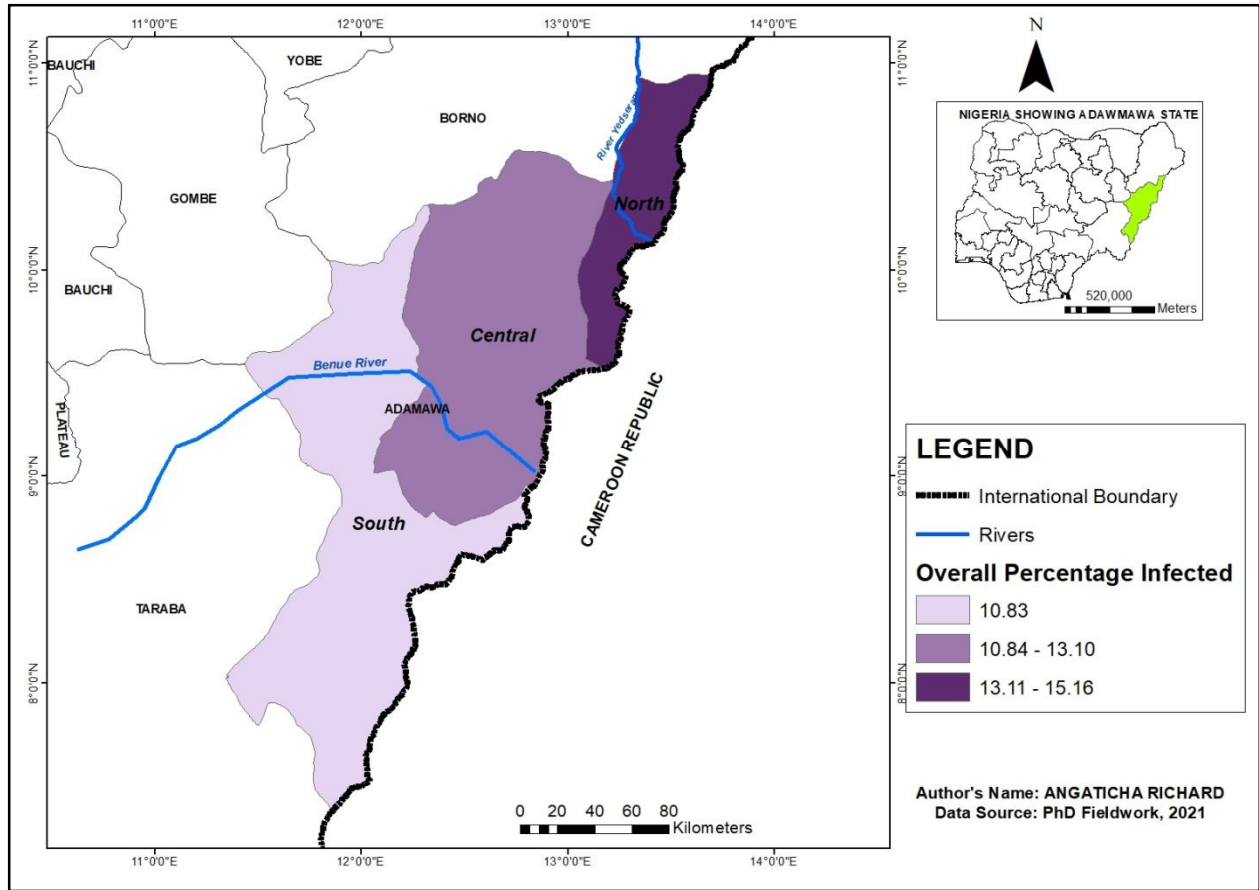 11°0'0"E
12°0'0"E
13°0'0"E
14°0'0"E
N
BAUCHI
YOBE
11°0'0"N
11°0'0"N
BORNO
River Yedseram
NIGERIA SHOWING ADAWMAWA STATE
GOMBE
North
10°0'0"N
10°0'0"N
BAUCHI
520,000
Meters
Central
Benue River
PLATEAU
ADAMAWA
CAMEROON REPUBLIC
9°0'0"N
9°0'0"N
South
TARABA
8°0'0"N
8°0'0"N
LEGEND
International Boundary
Rivers
Overall Percentage Infected
10.83
10.84 - 13.10
13.11 - 15.16
0 20 40 60 80
Kilometers
Author's Name: ANGATICHA RICHARD
Data Source: PhD Fieldwork, 2021
11°0'0"E
12°0'0"E
13°0'0"E
14°0'0"E